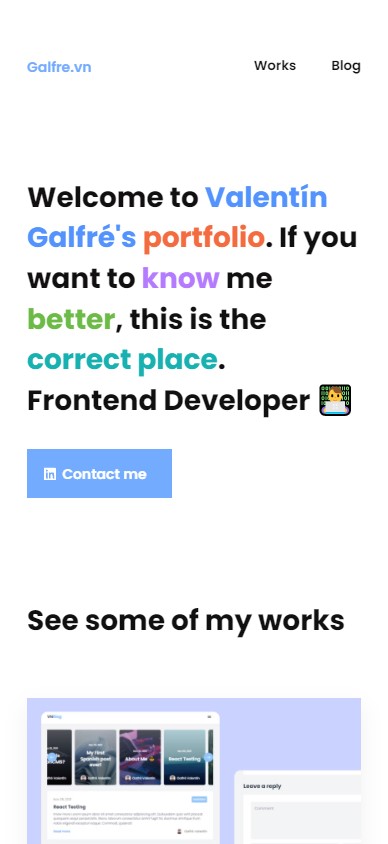 Galfre.vn
Works Blog
Welcome to Valentín
Galfré's portfolio. If you
want to know me
better, this is the
correct place.
Frontend Developer
Contact me
See some of my works
My First
Spanish post
ever!
About Me
React Testing
React Testing
Leave a reply
Comment